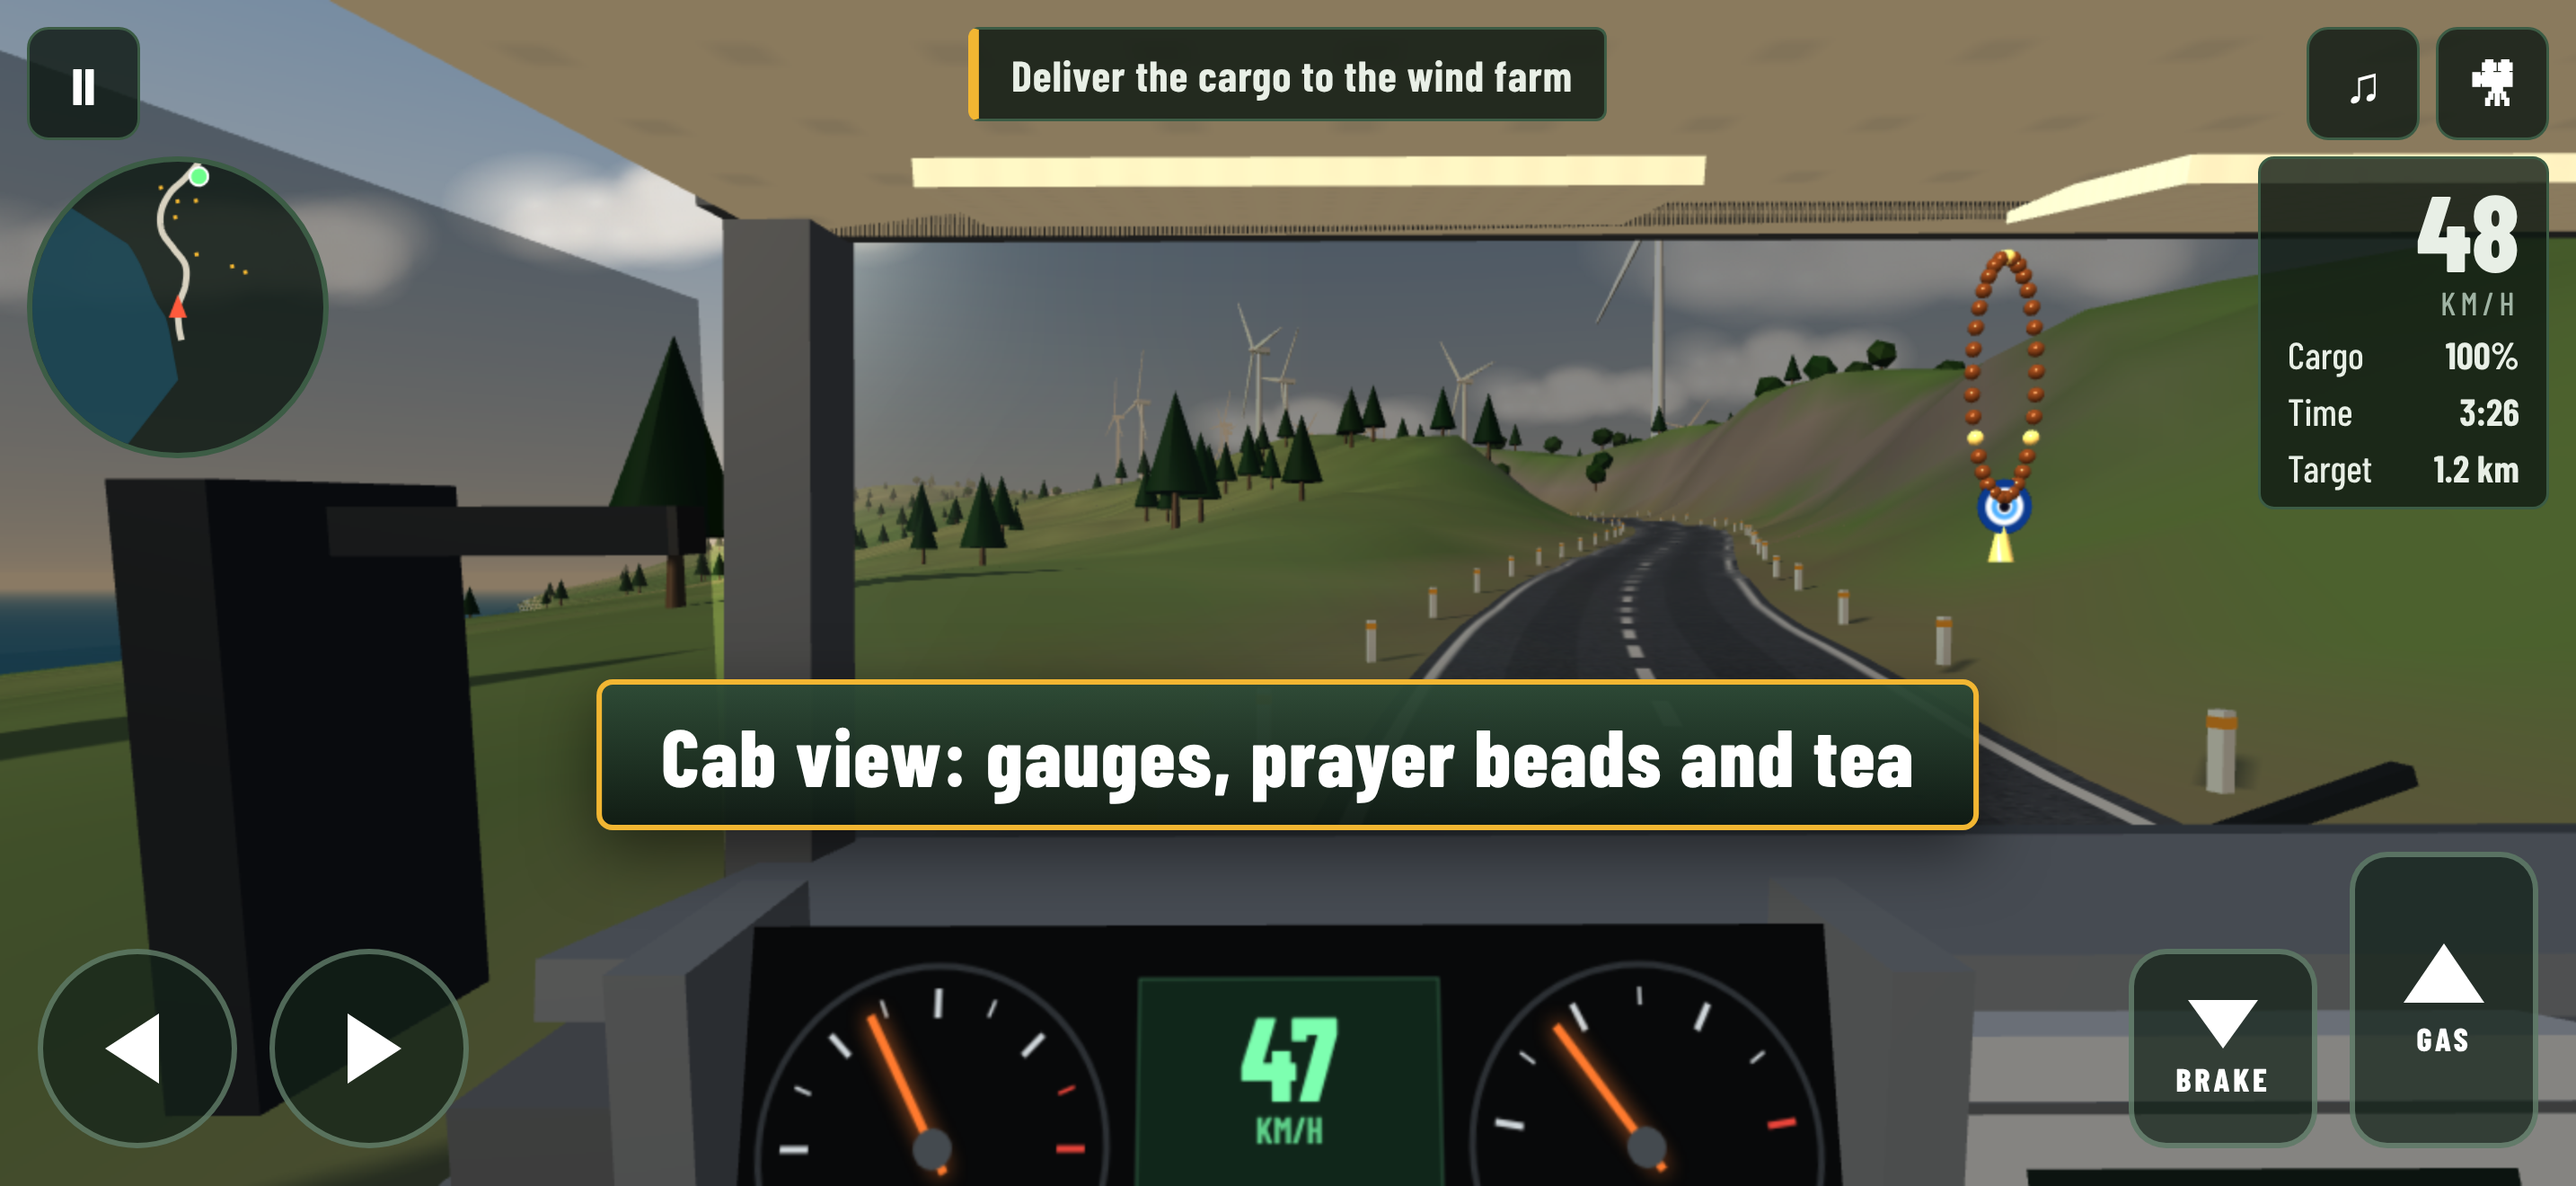 Deliver the cargo to the wind farm
48
KM/H
Cargo 100%
Time 3:26
Target 1.2 km
Cab view: gauges, prayer beads and tea
47
KM/H
BRAKE
GAS